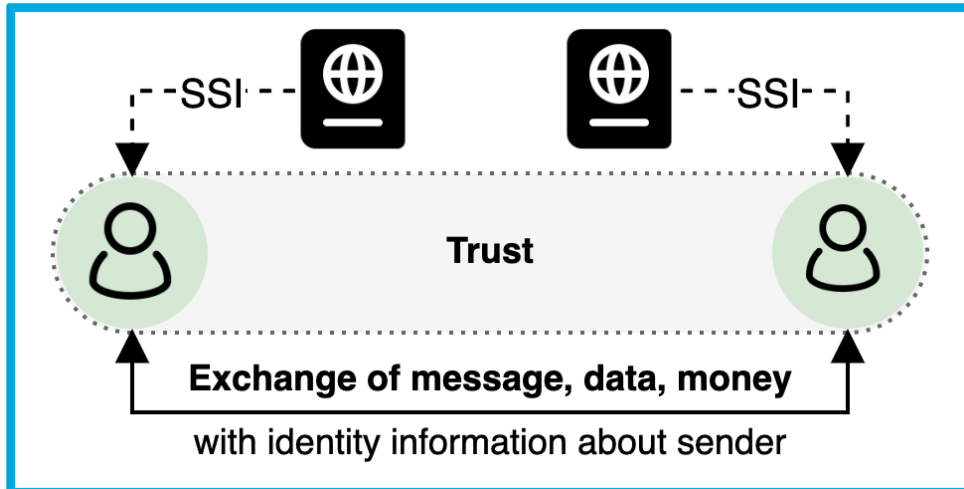 SSI
SSI
Trust
Exchange of message, data, money
with identity information about sender